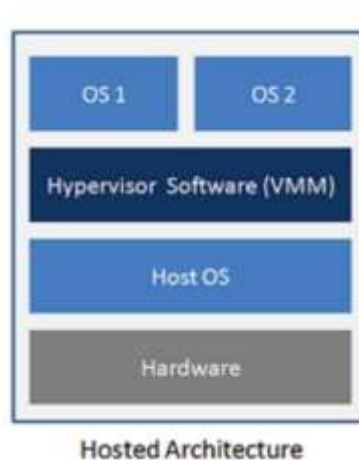 OS 1
OS 2
Hypervisor Software (VMM)
Host OS
Hardware
Hosted Architecture